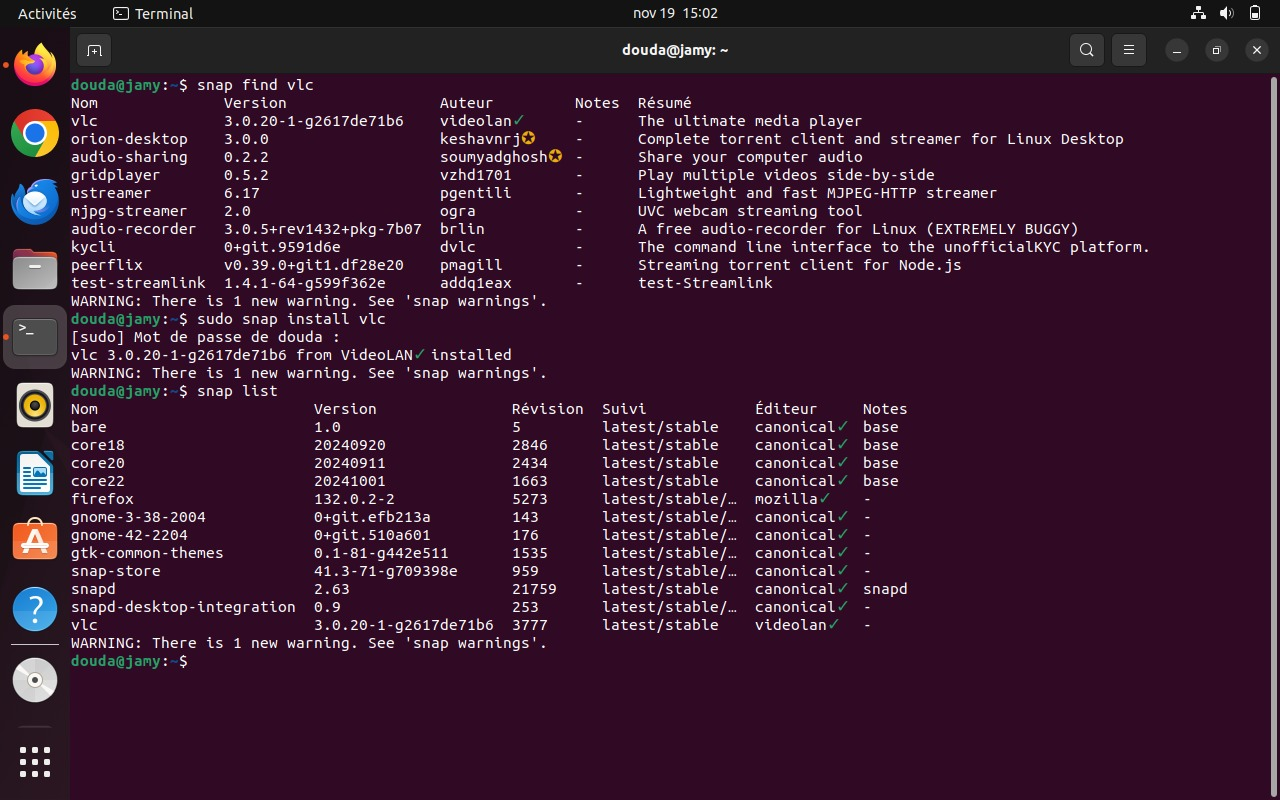 Activités Terminal nov 19 15:02
douda@jamy: ~
douda@jamy:~$ snap find vlc
Nom Version Auteur Notes Résumé
vlc 3.0.20-1-g2617de71b6 videolan✓ - The ultimate media player
orion-desktop 3.0.0 keshavnrj✪ - Complete torrent client and streamer for Linux Desktop
audio-sharing 0.2.2 soumyadghosh✪ - Share your computer audio
gridplayer 0.5.2 vzhd1701 - Play multiple videos side-by-side
ustreamer 6.17 pgentili - Lightweight and fast MJPEG-HTTP streamer
mjpg-streamer 2.0 ogra - UVC webcam streaming tool
audio-recorder 3.0.5+rev1432+pkg-7b07 brlin - A free audio-recorder for Linux (EXTREMELY BUGGY)
kycli 0+git.9591d6e dvlc - The command line interface to the unofficialKYC platform.
peerflix v0.39.0+git1.df28e20 pmagill - Streaming torrent client for Node.js
test-streamlink 1.4.1-64-g599f362e addq1eax - test-Streamlink
WARNING: There is 1 new warning. See 'snap warnings'.
douda@jamy:~$ sudo snap install vlc
[sudo] Mot de passe de douda :
vlc 3.0.20-1-g2617de71b6 from VideoLAN✓ installed
WARNING: There is 1 new warning. See 'snap warnings'.
douda@jamy:~$ snap list
Nom Version Révision Suivi Éditeur Notes
bare 1.0 5 latest/stable canonical✓ base
core18 20240920 2846 latest/stable canonical✓ base
core20 20240911 2434 latest/stable canonical✓ base
core22 20241001 1663 latest/stable canonical✓ base
firefox 132.0.2-2 5273 latest/stable/… mozilla✓ -
gnome-3-38-2004 0+git.efb213a 143 latest/stable/… canonical✓ -
gnome-42-2204 0+git.510a601 176 latest/stable/… canonical✓ -
gtk-common-themes 0.1-81-g442e511 1535 latest/stable/… canonical✓ -
snap-store 41.3-71-g709398e 959 latest/stable/… canonical✓ -
snapd 2.63 21759 latest/stable canonical✓ snapd
snapd-desktop-integration 0.9 253 latest/stable/… canonical✓ -
vlc 3.0.20-1-g2617de71b6 3777 latest/stable videolan✓ -
WARNING: There is 1 new warning. See 'snap warnings'.
douda@jamy:~$